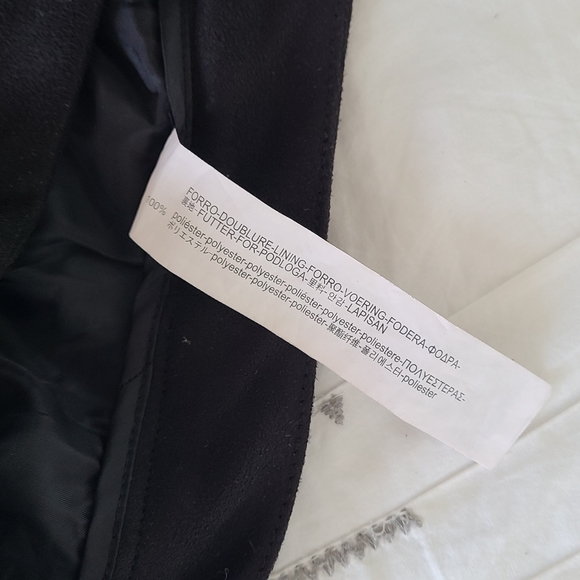 FORRO-DOUBLURE-LINING-FORRO-VOERING-FODERA-ΦΟΔΡΑ-
裏地-FUTTER-FOR-PODLOGA-里料-안감-LAPISAN
100% poliéster-polyester-polyester-poliéster-polyester-poliestere-ΠΟΛΥΕΣΤΕΡΑΣ-
ポリエステル-polyester-polyester-poliester-聚酯纤维-폴리에스터-poliester